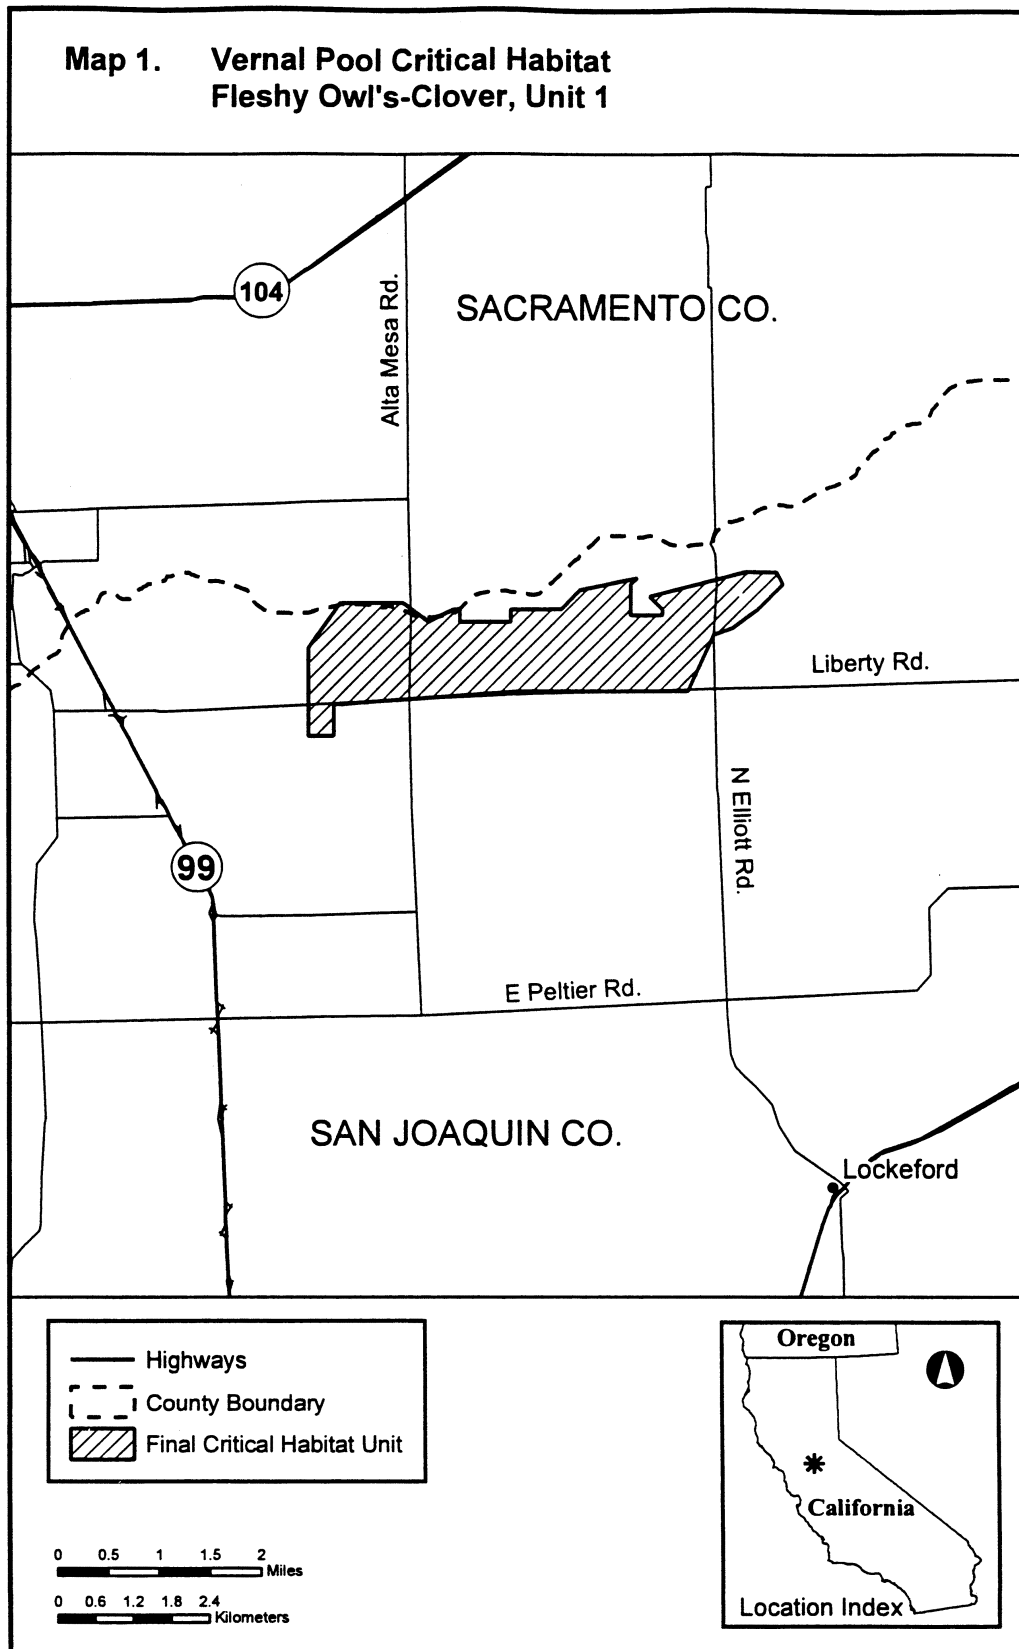 Map 1. Vernal Pool Critical Habitat
Fleshy Owl's-Clover, Unit 1
104
Alta Mesa Rd.
SACRAMENTO CO.
Liberty Rd.
N Elliott Rd.
99
E Peltier Rd.
SAN JOAQUIN CO.
Lockeford
Highways
County Boundary
Final Critical Habitat Unit
0 0.5 1 1.5 2
Miles
0 0.6 1.2 1.8 2.4
Kilometers
Oregon
California
Location Index